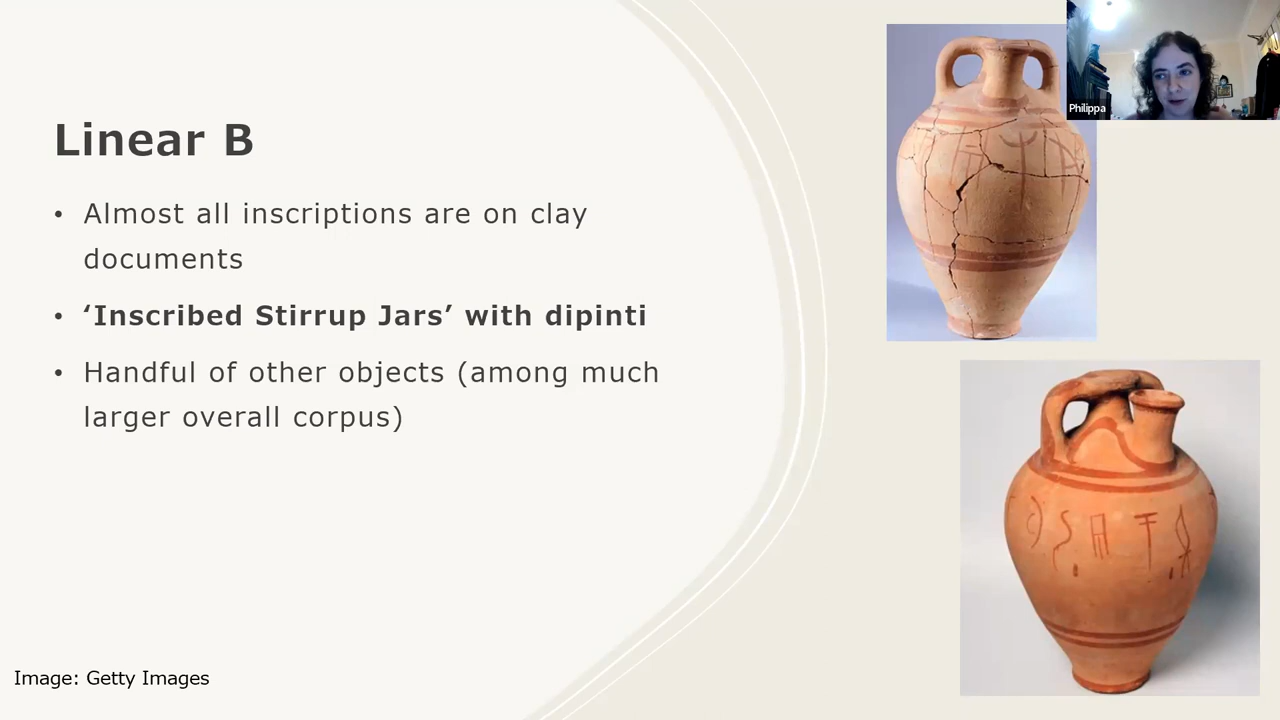 Linear B
• Almost all inscriptions are on clay
documents
• ‘Inscribed Stirrup Jars’ with dipinti
• Handful of other objects (among much
larger overall corpus)
Image: Getty Images
Philippa